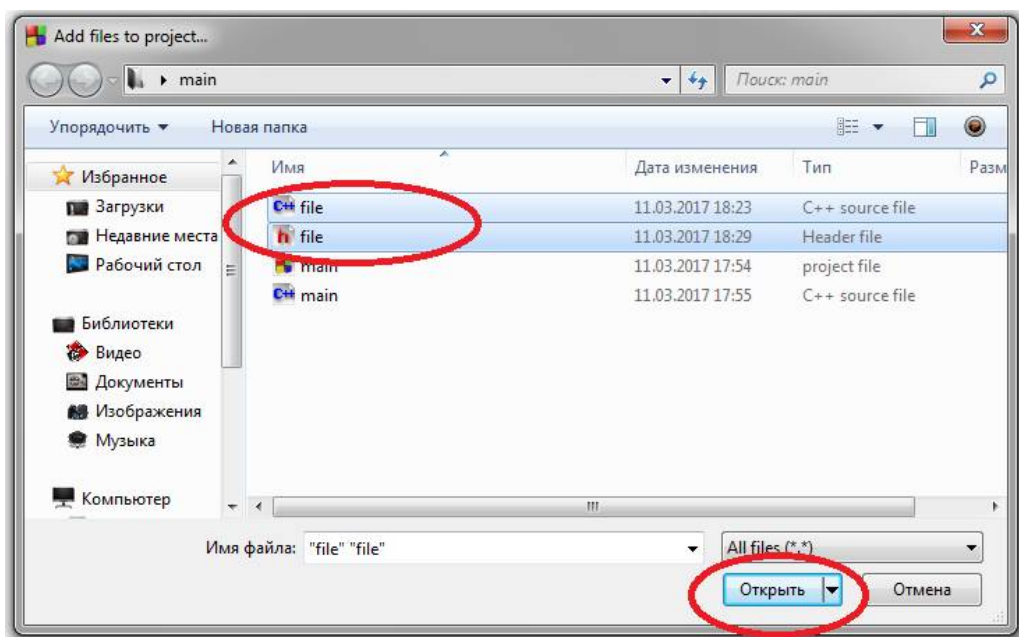 Add files to project...
main
Поиск: main
Упорядочить
Новая папка
Избранное
Загрузки
Недавние места
Рабочий стол
Библиотеки
Видео
Документы
Изображения
Музыка
Компьютер
Имя Дата изменения Тип Разм
C++ file 11.03.2017 18:23 C++ source file
h file 11.03.2017 18:29 Header file
main 11.03.2017 17:54 project file
C++ main 11.03.2017 17:55 C++ source file
Имя файла: "file" "file"
All files (*.*)
Открыть
Отмена